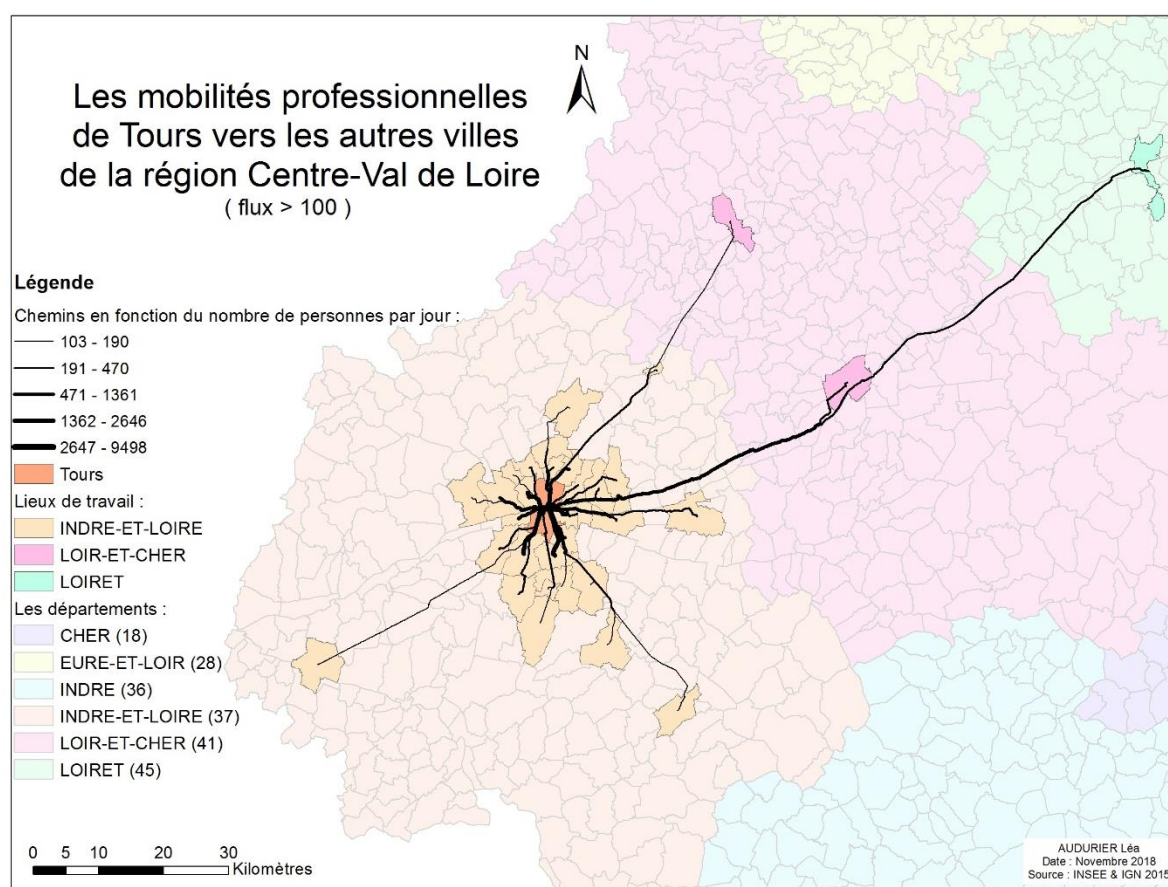 Les mobilités professionnelles
de Tours vers les autres villes
de la région Centre-Val de Loire
( flux > 100 )
N
Légende
Chemins en fonction du nombre de personnes par jour :
103 - 190
191 - 470
471 - 1361
1362 - 2646
2647 - 9498
Tours
Lieux de travail :
INDRE-ET-LOIRE
LOIR-ET-CHER
LOIRET
Les départements :
CHER (18)
EURE-ET-LOIR (28)
INDRE (36)
INDRE-ET-LOIRE (37)
LOIR-ET-CHER (41)
LOIRET (45)
0 5 10 20 30
Kilomètres
AUDURIER Léa
Date : Novembre 2018
Source : INSEE & IGN 2015